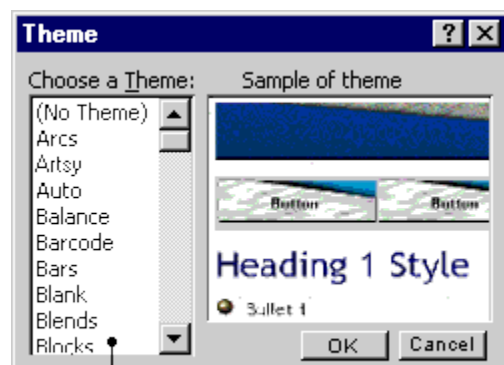 Theme
Choose a Theme:
Sample of theme
(No Theme)
Arcs
Artsy
Auto
Balance
Barcode
Bars
Blank
Blends
Blocks
Button
Button
Heading 1 Style
Bullet 1
OK
Cancel